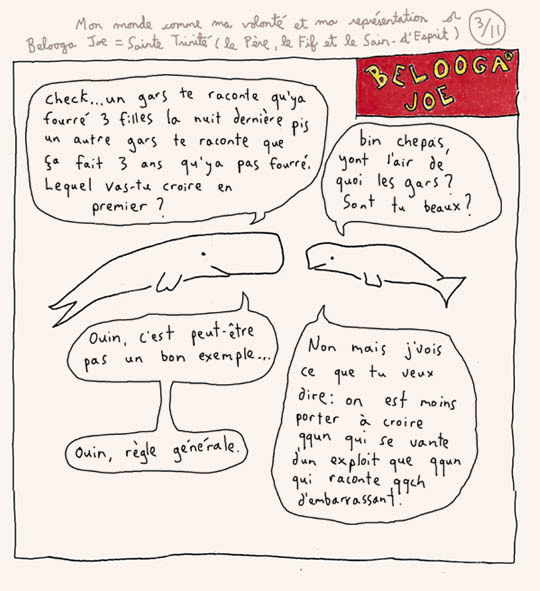 Mon monde comme ma volonté et ma représentation ou
Belooga Joe = Sainte Trinité (le Père, le Fif et le Sain-d'Esprit)
3/11
BELOOGA
JOE
check...un gars te raconte qu'ya
fourré 3 filles la nuit dernière pis
un autre gars te raconte que
ça fait 3 ans qu'ya pas fourré.
Lequel vas-tu croire en
premier ?
bin chepas,
yont l'air de
quoi les gars?
Sont tu beaux?
Ouin, c'est peut-être
pas un bon exemple...
Non mais j'vois
ce que tu veux
dire: on est moins
porter à croire
qqun qui se vante
d'un exploit que qqun
qui raconte qqch
d'embarrassant.
Ouin, règle générale.